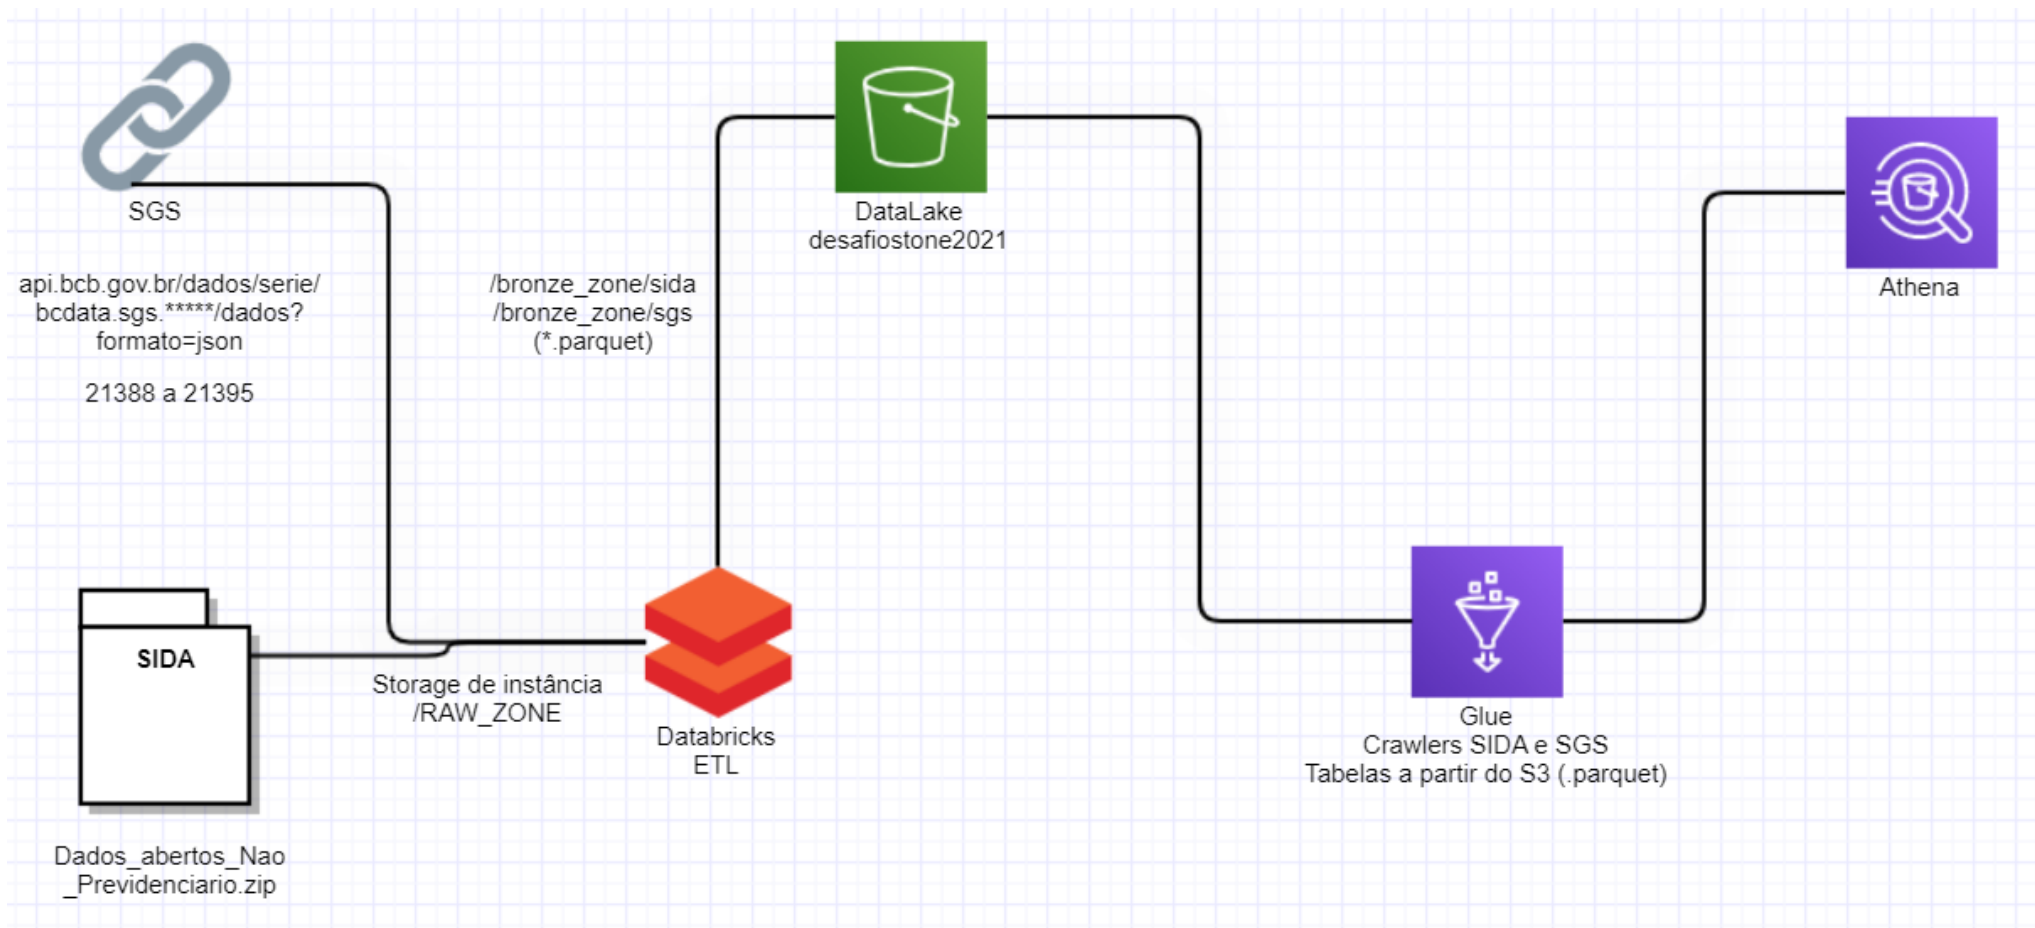 SGS
api.bcb.gov.br/dados/serie/
bcdata.sgs.*****/dados?
formato=json
21388 a 21395
/bronze_zone/sida
/bronze_zone/sgs
(*.parquet)
DataLake
desafiostone2021
Athena
SIDA
Dados_abertos_Nao
_Previdenciario.zip
Storage de instância
/RAW_ZONE
Databricks
ETL
Glue
Crawlers SIDA e SGS
Tabelas a partir do S3 (.parquet)